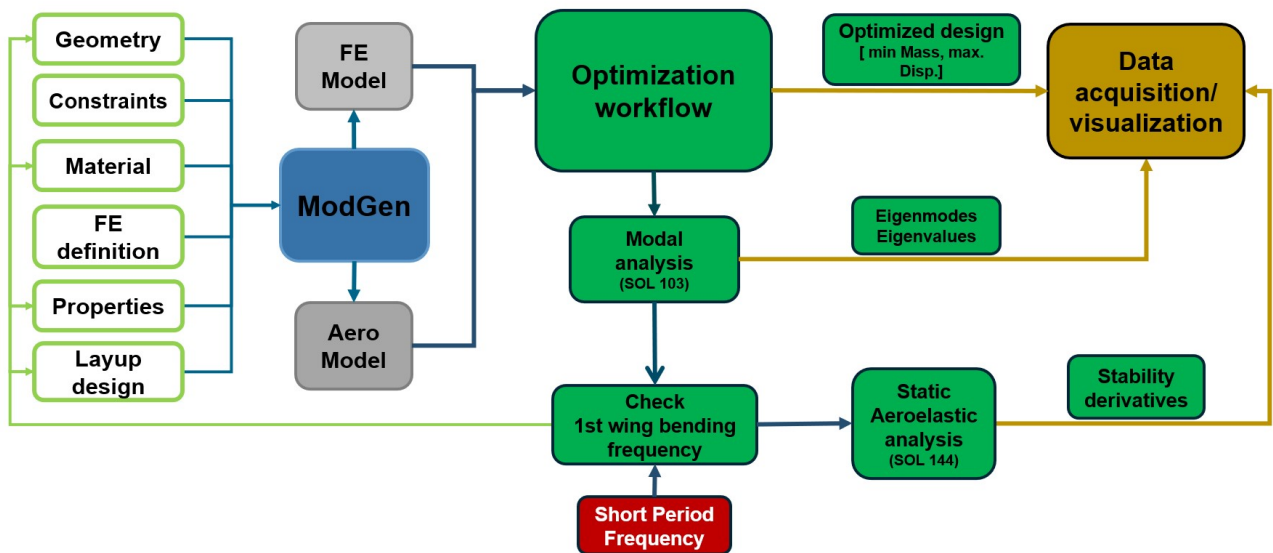 Geometry
Constraints
Material
FE
definition
Properties
Layup
design
FE
Model
ModGen
Aero
Model
Optimization
workflow
Optimized design
[ min Mass, max.
Disp.]
Data
acquisition/
visualization
Modal
analysis
(SOL 103)
Eigenmodes
Eigenvalues
Check
1st wing bending
frequency
Static
Aeroelastic
analysis
(SOL 144)
Stability
derivatives
Short Period
Frequency